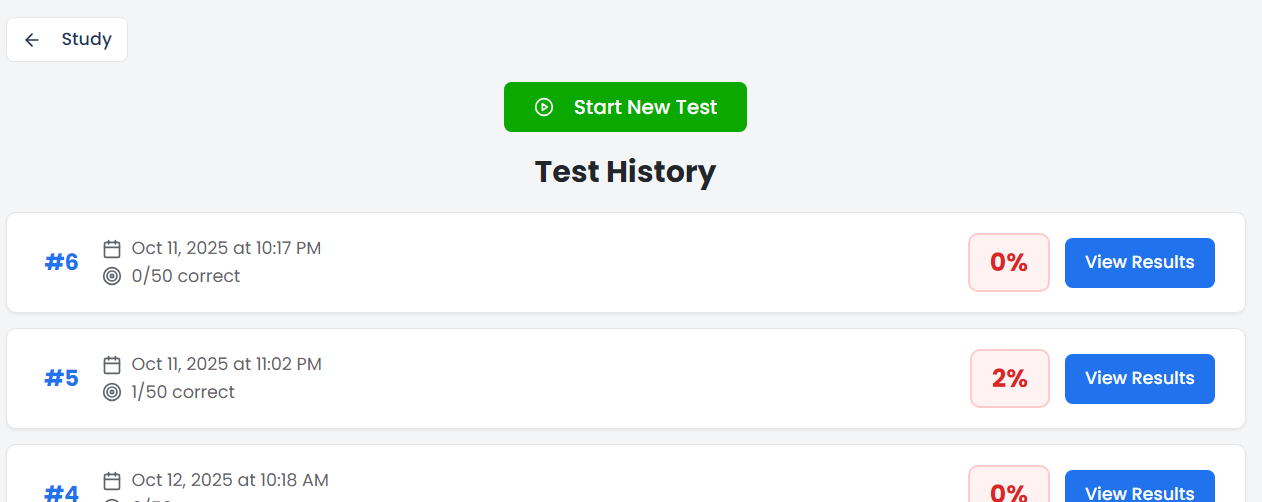 Study
Start New Test
Test History
#6
Oct 11, 2025 at 10:17 PM
0/50 correct
0%
View Results
#5
Oct 11, 2025 at 11:02 PM
1/50 correct
2%
View Results
#4
Oct 12, 2025 at 10:18 AM
0%
View Results